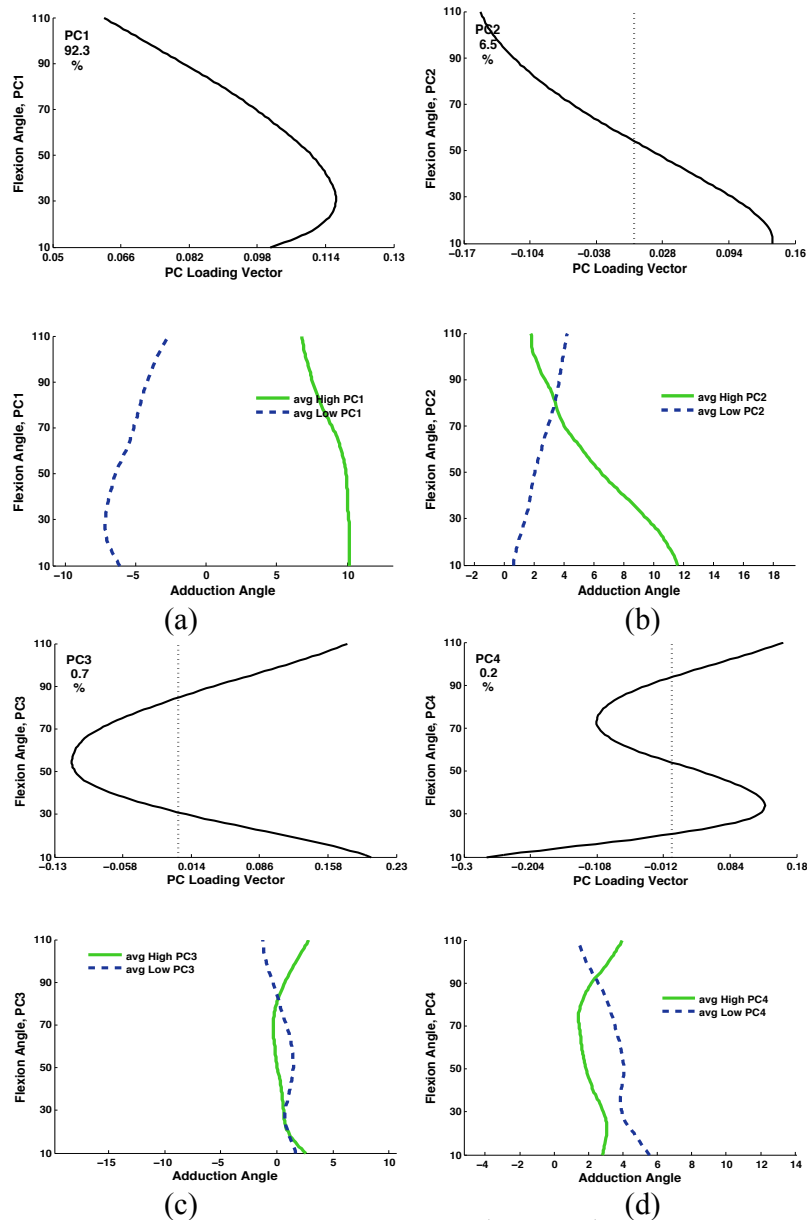 110
90
70
50
30
10
Flexion Angle, PC1
PC1
92.3
%
0.05 0.066 0.082 0.098 0.114 0.13
PC Loading Vector
110
90
70
50
30
10
Flexion Angle, PC2
PC2
6.5
%
-0.17 -0.104 -0.038 0.028 0.094 0.16
PC Loading Vector
110
90
70
50
30
10
Flexion Angle, PC1
avg High PC1
avg Low PC1
-10 -5 0 5 10
Adduction Angle
(a)
110
90
70
50
30
10
Flexion Angle, PC2
avg High PC2
avg Low PC2
-2 0 2 4 6 8 10 12 14 16 18
Adduction Angle
(b)
110
90
70
50
30
10
Flexion Angle, PC3
PC3
0.7
%
-0.13 -0.058 0.014 0.086 0.158 0.23
PC Loading Vector
110
90
70
50
30
10
Flexion Angle, PC4
PC4
0.2
%
-0.3 -0.204 -0.108 -0.012 0.084 0.18
PC Loading Vector
110
90
70
50
30
10
Flexion Angle, PC3
avg High PC3
avg Low PC3
-15 -10 -5 0 5 10
Adduction Angle
(c)
110
90
70
50
30
10
Flexion Angle, PC4
avg High PC4
avg Low PC4
-4 -2 0 2 4 6 8 10 12 14
Adduction Angle
(d)